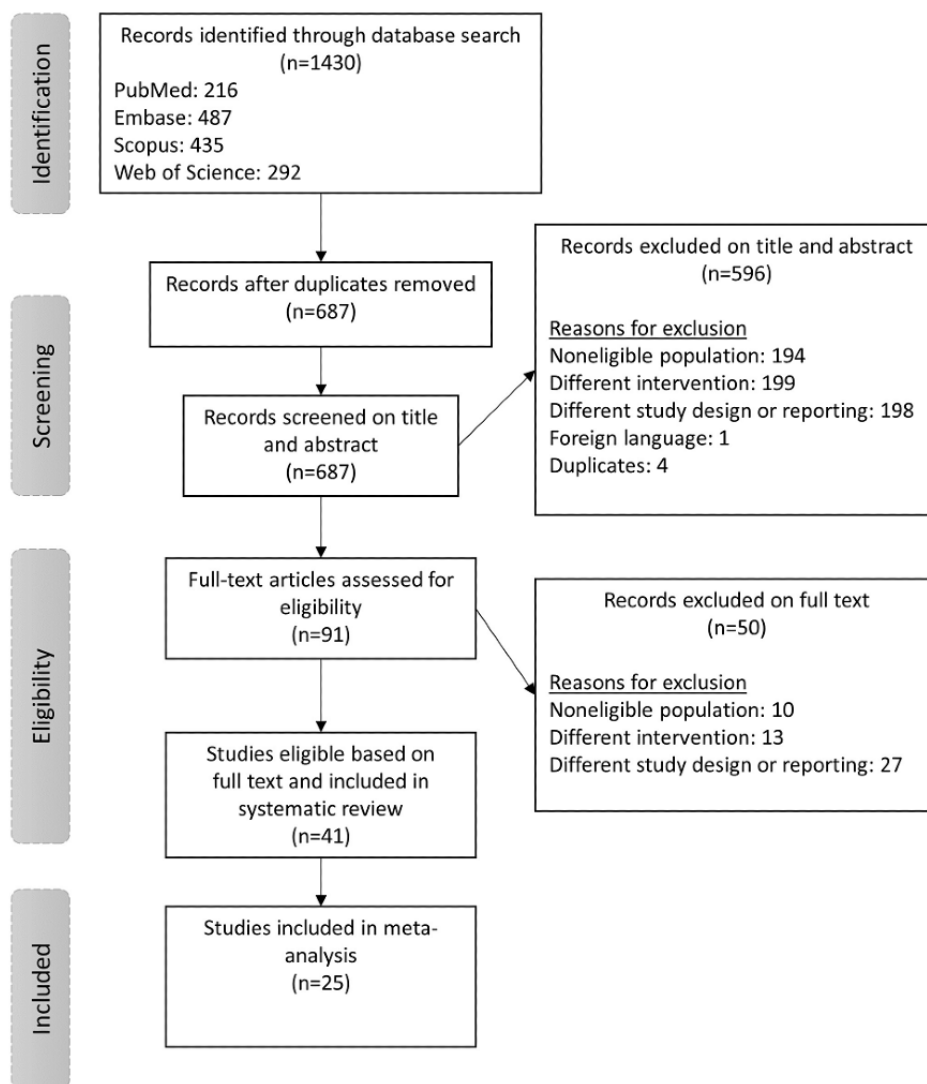 Identification
Records identified through database search
(n=1430)
PubMed: 216
Embase: 487
Scopus: 435
Web of Science: 292
Screening
Records after duplicates removed
(n=687)
Records screened on title
and abstract
(n=687)
Records excluded on title and abstract
(n=596)
Reasons for exclusion
Noneligible population: 194
Different intervention: 199
Different study design or reporting: 198
Foreign language: 1
Duplicates: 4
Eligibility
Full-text articles assessed for
eligibility
(n=91)
Records excluded on full text
(n=50)
Reasons for exclusion
Noneligible population: 10
Different intervention: 13
Different study design or reporting: 27
Studies eligible based on
full text and included in
systematic review
(n=41)
Included
Studies included in meta-
analysis
(n=25)